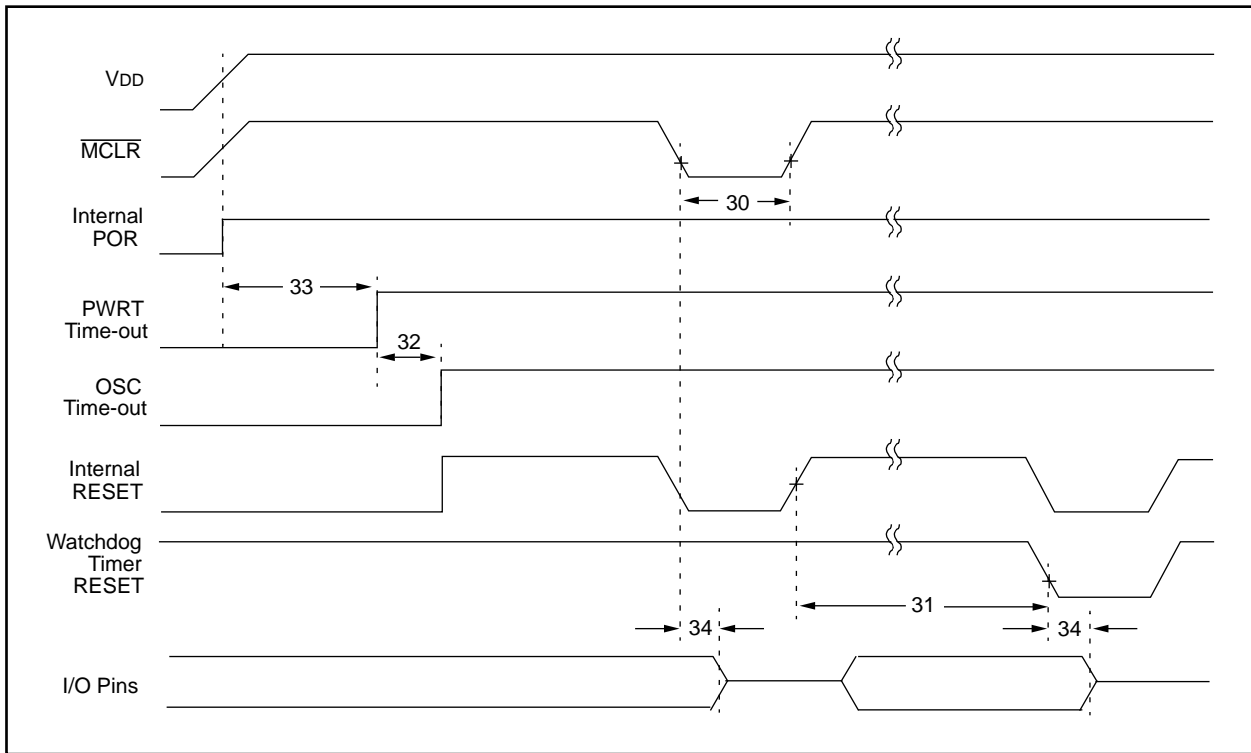 VDD
MCLR
30
Internal
POR
33
PWRT
Time-out
32
OSC
Time-out
Internal
RESET
Watchdog
Timer
RESET
31
34
34
I/O Pins